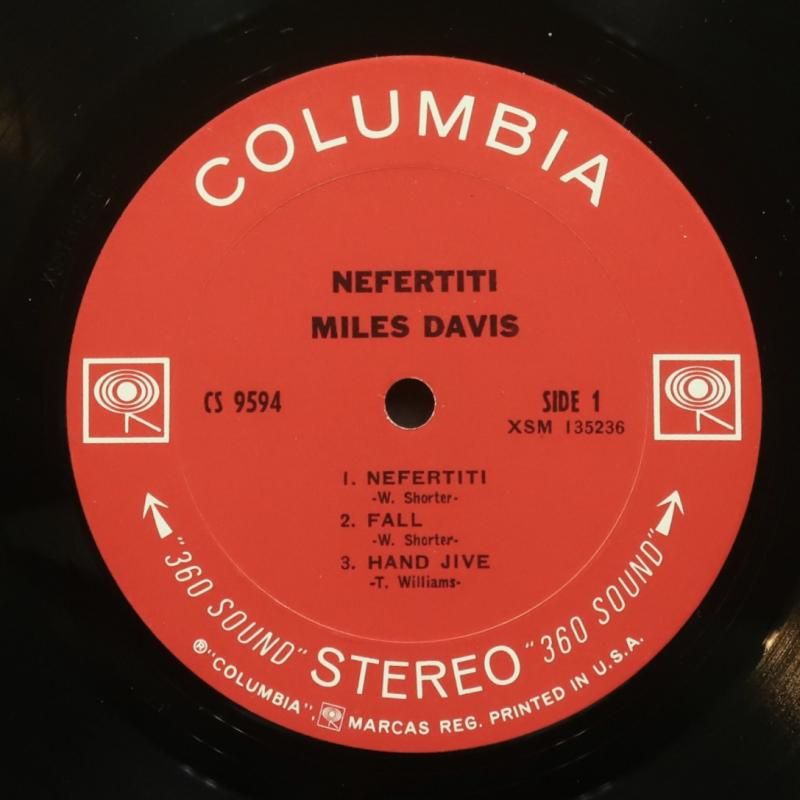 COLUMBIA
NEFERTITI
MILES DAVIS
CS 9594
SIDE 1
XSM 135236
1. NEFERTITI
-W. Shorter-
2. FALL
-W. Shorter-
3. HAND JIVE
-T. Williams-
"360 SOUND" STEREO "360 SOUND"
®"COLUMBIA", MARCAS REG. PRINTED IN U.S.A.